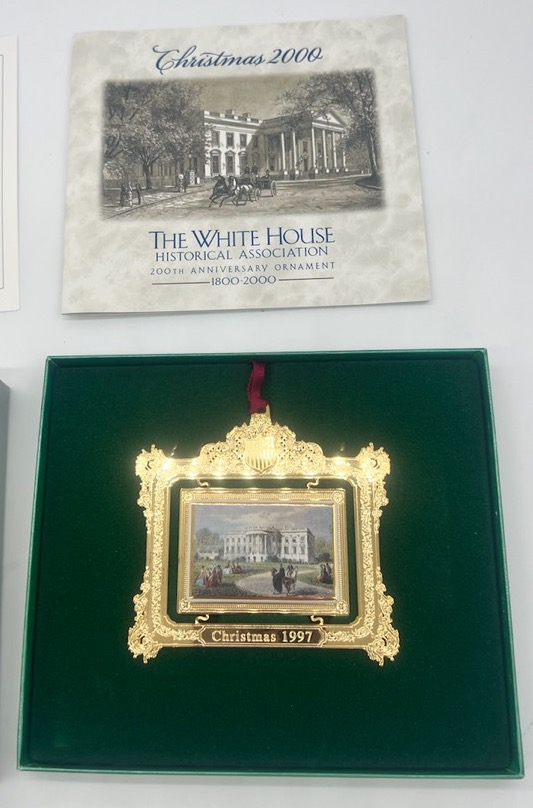 Christmas 2000
THE WHITE HOUSE
HISTORICAL ASSOCIATION
200TH ANNIVERSARY ORNAMENT
1800-2000
Christmas 1997